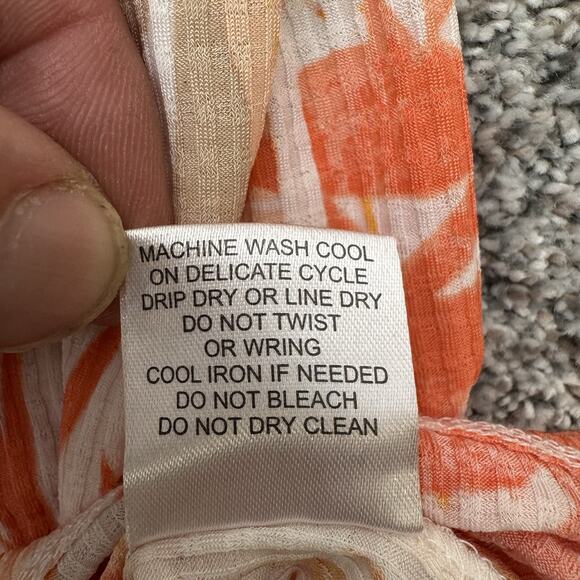 MACHINE WASH COOL
ON DELICATE CYCLE
DRIP DRY OR LINE DRY
DO NOT TWIST
OR WRING
COOL IRON IF NEEDED
DO NOT BLEACH
DO NOT DRY CLEAN